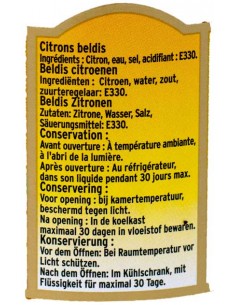 Citrons beldis
Ingrédients : Citron, eau, sel, acidifiant : E330.
Beldis citroenen
Ingrediënten : Citroen, water, zout,
zuurteregelaar: E330.
Beldis Zitronen
Zutaten: Zitrone, Wasser, Salz,
Säuerungsmittel: E330.
Conservation :
Avant ouverture : À température ambiante,
à l'abri de la lumière.
Après ouverture : Au réfrigérateur,
dans son liquide pendant 30 jours max.
Conservering :
Voor opening : bij kamertemperatuur,
beschermd tegen licht.
Na opening : In de koelkast
maximaal 30 dagen in vloeistof bewaren.
Konservierung :
Vor dem Öffnen: Bei Raumtemperatur vor
Licht schützen.
Nach dem Öffnen: Im Kühlschrank, mit
Flüssigkeit für maximal 30 Tage.